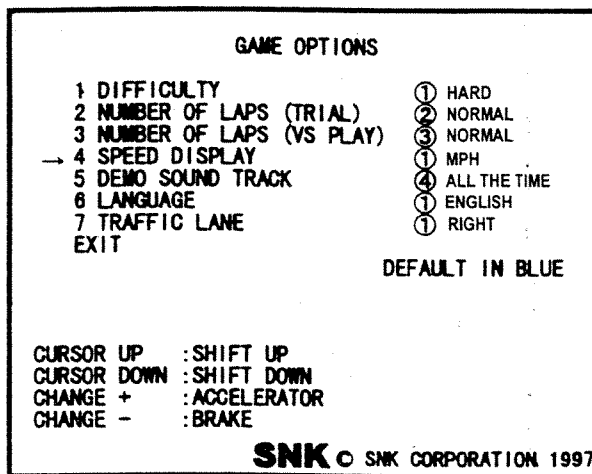 GAME OPTIONS
1 DIFFICULTY ① HARD
2 NUMBER OF LAPS (TRIAL) ② NORMAL
3 NUMBER OF LAPS (VS PLAY) ③ NORMAL
→ 4 SPEED DISPLAY ① MPH
5 DEMO SOUND TRACK ④ ALL THE TIME
6 LANGUAGE ① ENGLISH
7 TRAFFIC LANE ① RIGHT
EXIT
DEFAULT IN BLUE
CURSOR UP :SHIFT UP
CURSOR DOWN :SHIFT DOWN
CHANGE + :ACCELERATOR
CHANGE - :BRAKE
SNK © SNK CORPORATION 1997